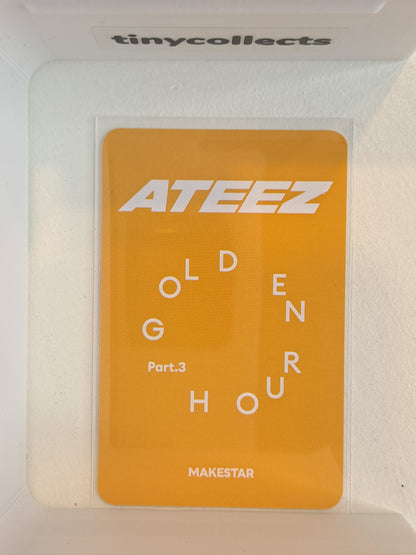 tinycollects
ATEEZ
GOLDEN
HOUR
Part.3
MAKESTAR